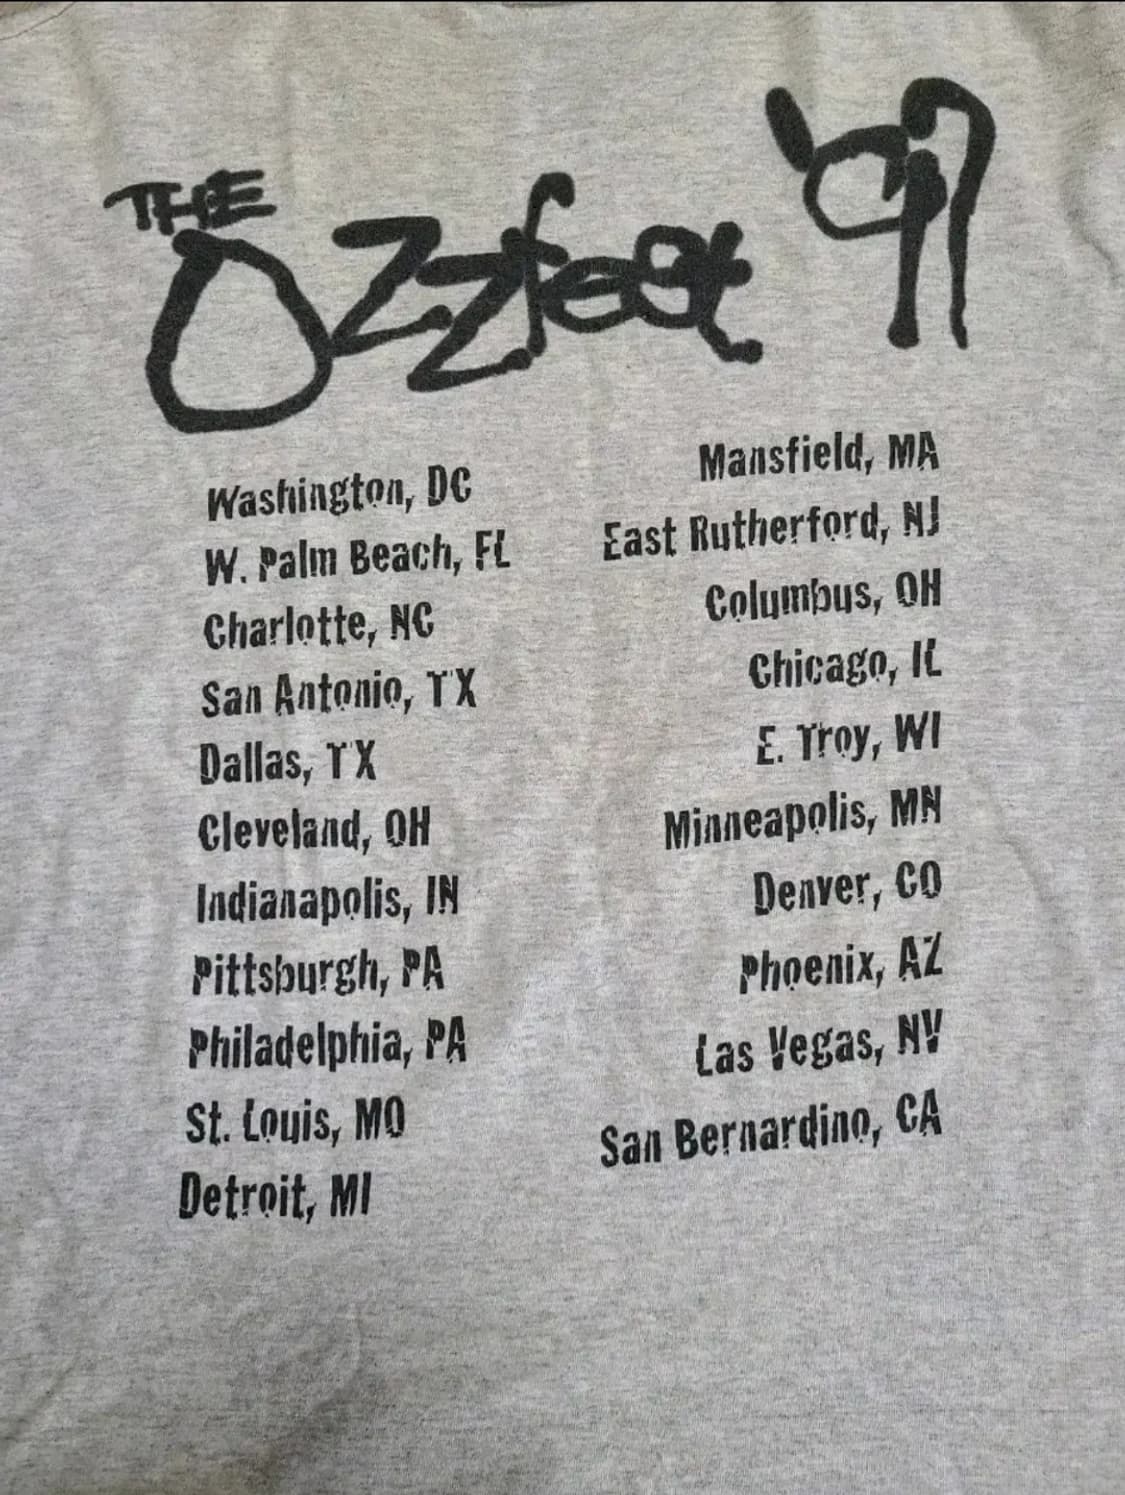 THE
Ozzfest '97
Washington, DC
W. Palm Beach, FL
Charlotte, NC
San Antonio, TX
Dallas, TX
Cleveland, OH
Indianapolis, IN
Pittsburgh, PA
Philadelphia, PA
St. Louis, MO
Detroit, MI
Mansfield, MA
East Rutherford, NJ
Columbus, OH
Chicago, IL
E. Troy, WI
Minneapolis, MN
Denver, CO
Phoenix, AZ
Las Vegas, NV
San Bernardino, CA